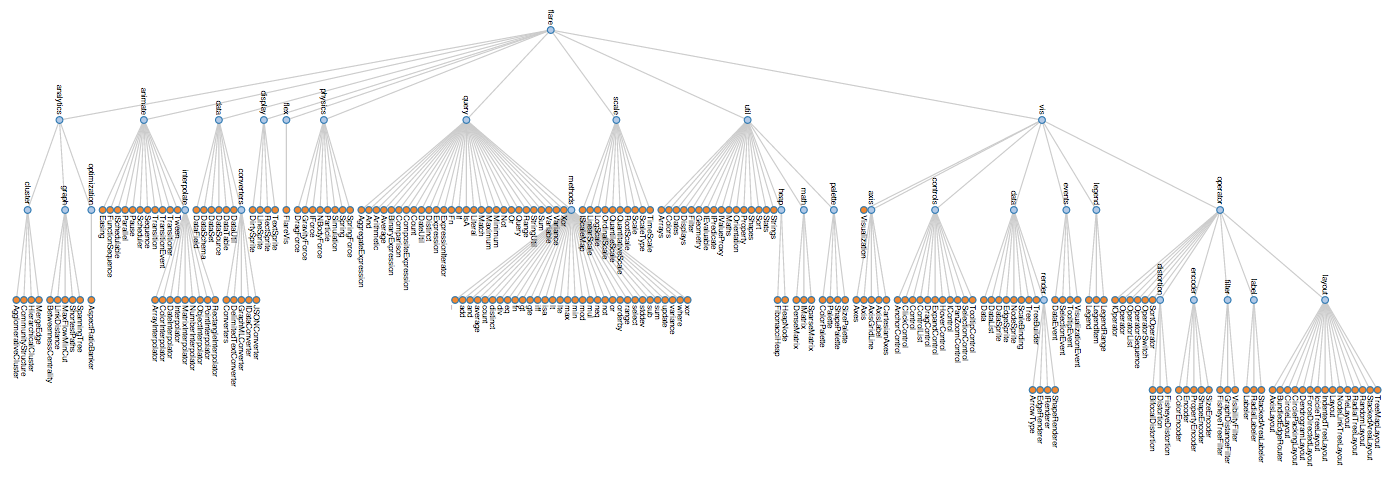 flare
analytics
animate
data
display
flex
physics
query
scale
util
vis
cluster
graph
optimization
Easing
FunctionSequence
ISchedulable
Parallel
Pause
Scheduler
Sequence
Transition
TransitionEvent
Transitioner
Tween
interpolate
DataField
DataSchema
DataSet
DataSource
DataTable
DataUtil
converters
DirtySprite
LineSprite
RectSprite
TextSprite
FlareVis
DragForce
GravityForce
IForce
NBodyForce
Particle
Simulation
Spring
SpringForce
AggregateExpression
And
Arithmetic
Average
BinaryExpression
Comparison
CompositeExpression
Count
DateUtil
Distinct
Expression
ExpressionIterator
Fn
If
IsA
Literal
Match
Maximum
Minimum
Not
Or
Query
Range
StringUtil
Sum
Variable
Variance
Xor
methods
IScaleMap
LinearScale
LogScale
OrdinalScale
QuantileScale
QuantitativeScale
RootScale
Scale
ScaleType
TimeScale
Arrays
Colors
Dates
Displays
Filter
Geometry
IEvaluable
IPredicate
IValueProxy
Maths
Orientation
Property
Shapes
Sort
Stats
Strings
heap
math
palette
Visualization
axis
controls
data
events
legend
operator
AgglomerativeCluster
CommunityStructure
HierarchicalCluster
MergeEdge
BetweennessCentrality
LinkDistance
MaxFlowMinCut
ShortestPaths
SpanningTree
AspectRatioBanker
ArrayInterpolator
ColorInterpolator
DateInterpolator
Interpolator
MatrixInterpolator
NumberInterpolator
ObjectInterpolator
PointInterpolator
RectangleInterpolator
Converters
DelimitedTextConverter
GraphMLConverter
IDataConverter
JSONConverter
add
and
average
count
distinct
div
eq
fn
gt
gte
iff
isa
lt
lte
max
min
mod
mul
neq
not
or
orderby
range
select
stddev
sub
sum
update
variance
where
xor
FibonacciHeap
HeapNode
DenseMatrix
IMatrix
SparseMatrix
ColorPalette
Palette
ShapePalette
SizePalette
Axes
Axis
AxisGridLine
AxisLabel
CartesianAxes
AnchorControl
ClickControl
Control
ControlList
DragControl
ExpandControl
HoverControl
IControl
PanZoomControl
SelectionControl
TooltipControl
Data
DataList
DataSprite
EdgeSprite
NodeSprite
ScaleBinding
Tree
TreeBuilder
render
DataEvent
SelectionEvent
TooltipEvent
VisualizationEvent
Legend
LegendItem
LegendRange
IOperator
Operator
OperatorList
OperatorSequence
OperatorSwitch
SortOperator
distortion
encoder
filter
label
layout
ArrowType
EdgeRenderer
IRenderer
ShapeRenderer
BifocalDistortion
Distortion
FisheyeDistortion
ColorEncoder
Encoder
PropertyEncoder
ShapeEncoder
SizeEncoder
FisheyeTreeFilter
GraphDistanceFilter
VisibilityFilter
Labeler
RadialLabeler
StackedAreaLabeler
AxisLayout
BundledEdgeRouter
CircleLayout
CirclePackingLayout
DendrogramLayout
ForceDirectedLayout
IcicleTreeLayout
IndentedTreeLayout
Layout
NodeLinkTreeLayout
PieLayout
RadialTreeLayout
RandomLayout
StackedAreaLayout
TreeMapLayout